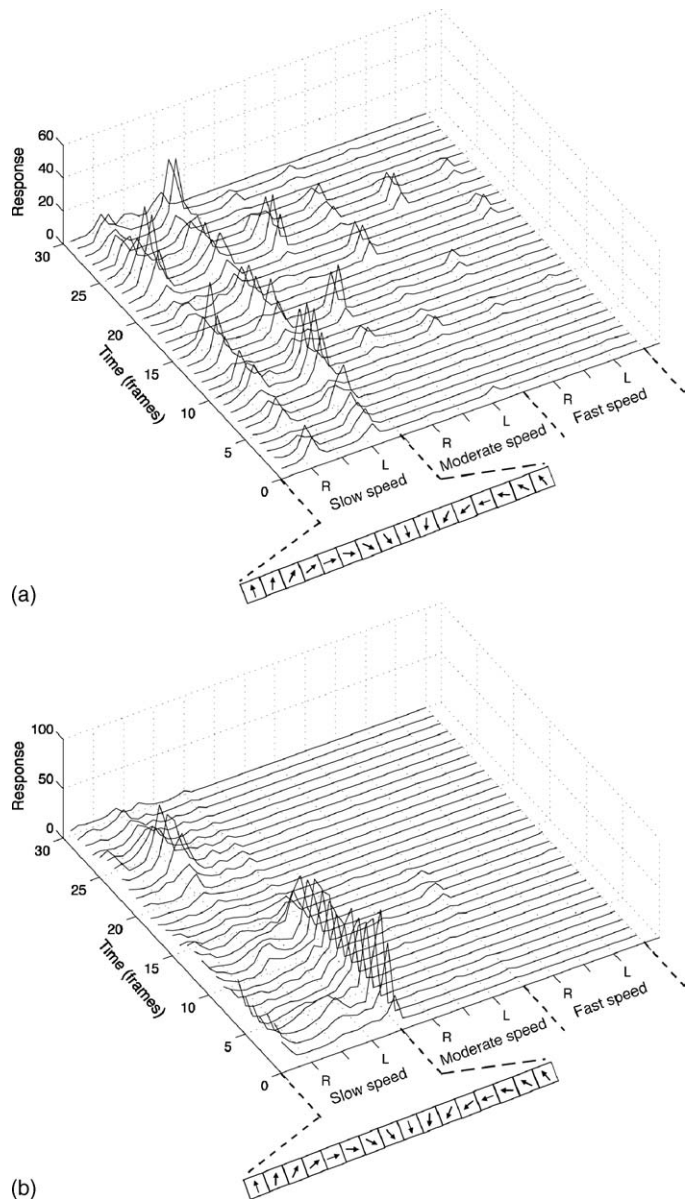 60
40
20
0
Response
30
25
20
15
10
5
0
Time (frames)
R
L
Slow speed
R
L
Moderate speed
R
L
Fast speed
(a)
100
50
0
Response
30
25
20
15
10
5
0
Time (frames)
R
L
Slow speed
R
L
Moderate speed
R
L
Fast speed
(b)